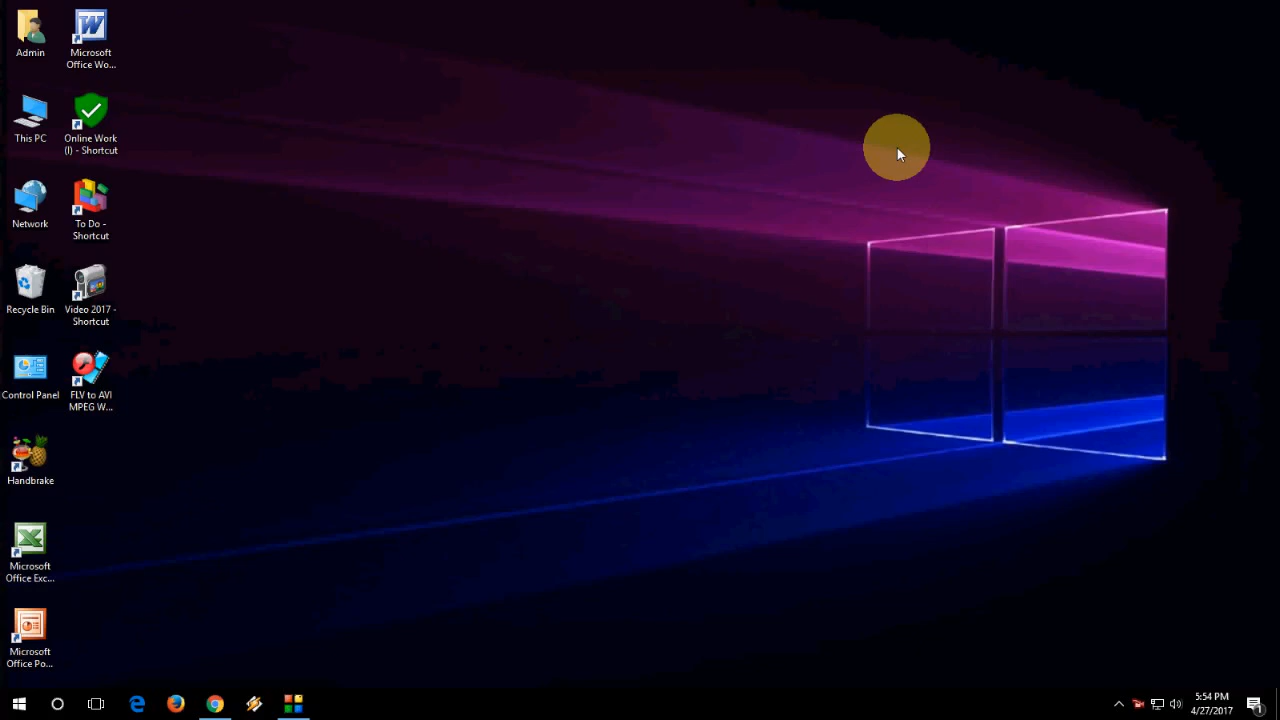 Admin
Microsoft
Office Wo...
This PC
Online Work
(I) - Shortcut
Network
To Do -
Shortcut
Recycle Bin
Video 2017 -
Shortcut
Control Panel
FLV to AVI
MPEG W...
Handbrake
Microsoft
Office Exc...
Microsoft
Office Po...
5:54 PM
4/27/2017
1